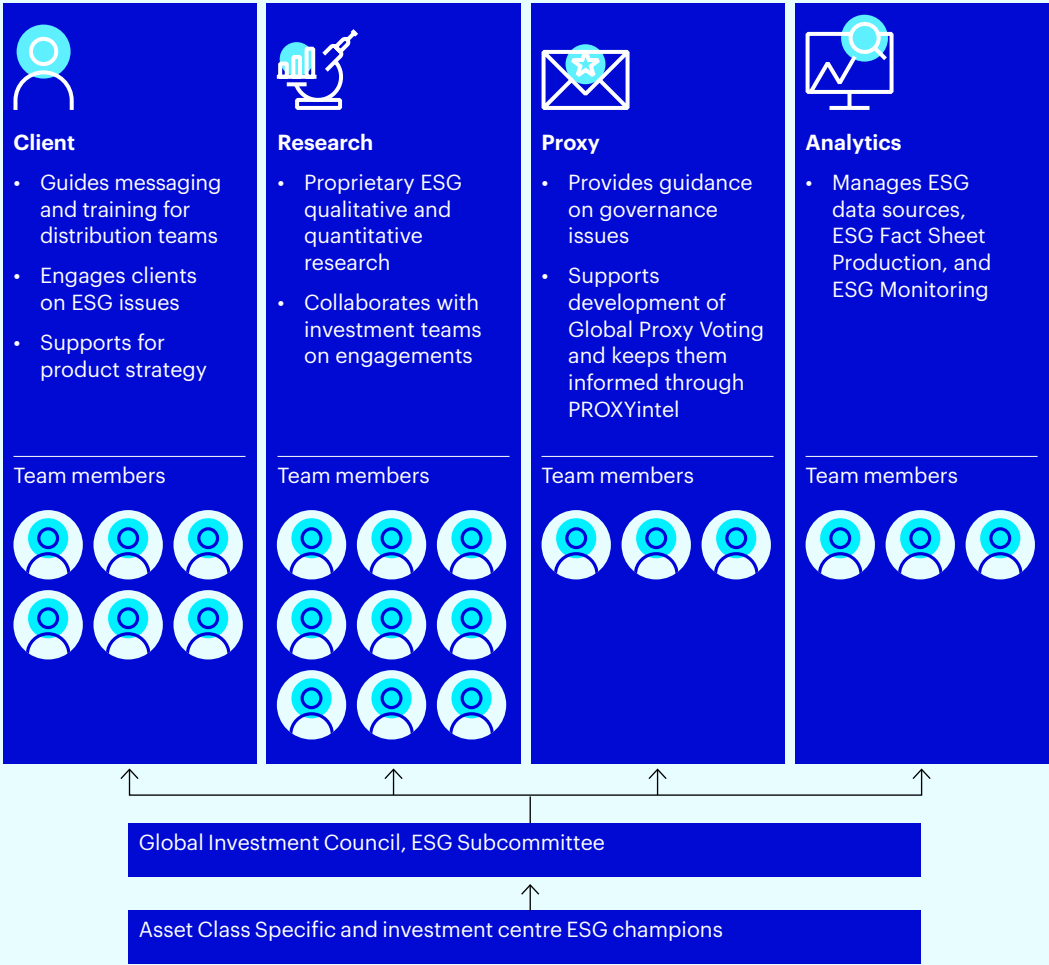 Client
• Guides messaging
and training for
distribution teams
• Engages clients
on ESG issues
• Supports for
product strategy
Team members
Research
• Proprietary ESG
qualitative and
quantitative
research
• Collaborates with
investment teams
on engagements
Team members
Proxy
• Provides guidance
on governance
issues
• Supports
development of
Global Proxy Voting
and keeps them
informed through
PROXYintel
Team members
Analytics
• Manages ESG
data sources,
ESG Fact Sheet
Production, and
ESG Monitoring
Team members
Global Investment Council, ESG Subcommittee
Asset Class Specific and investment centre ESG champions